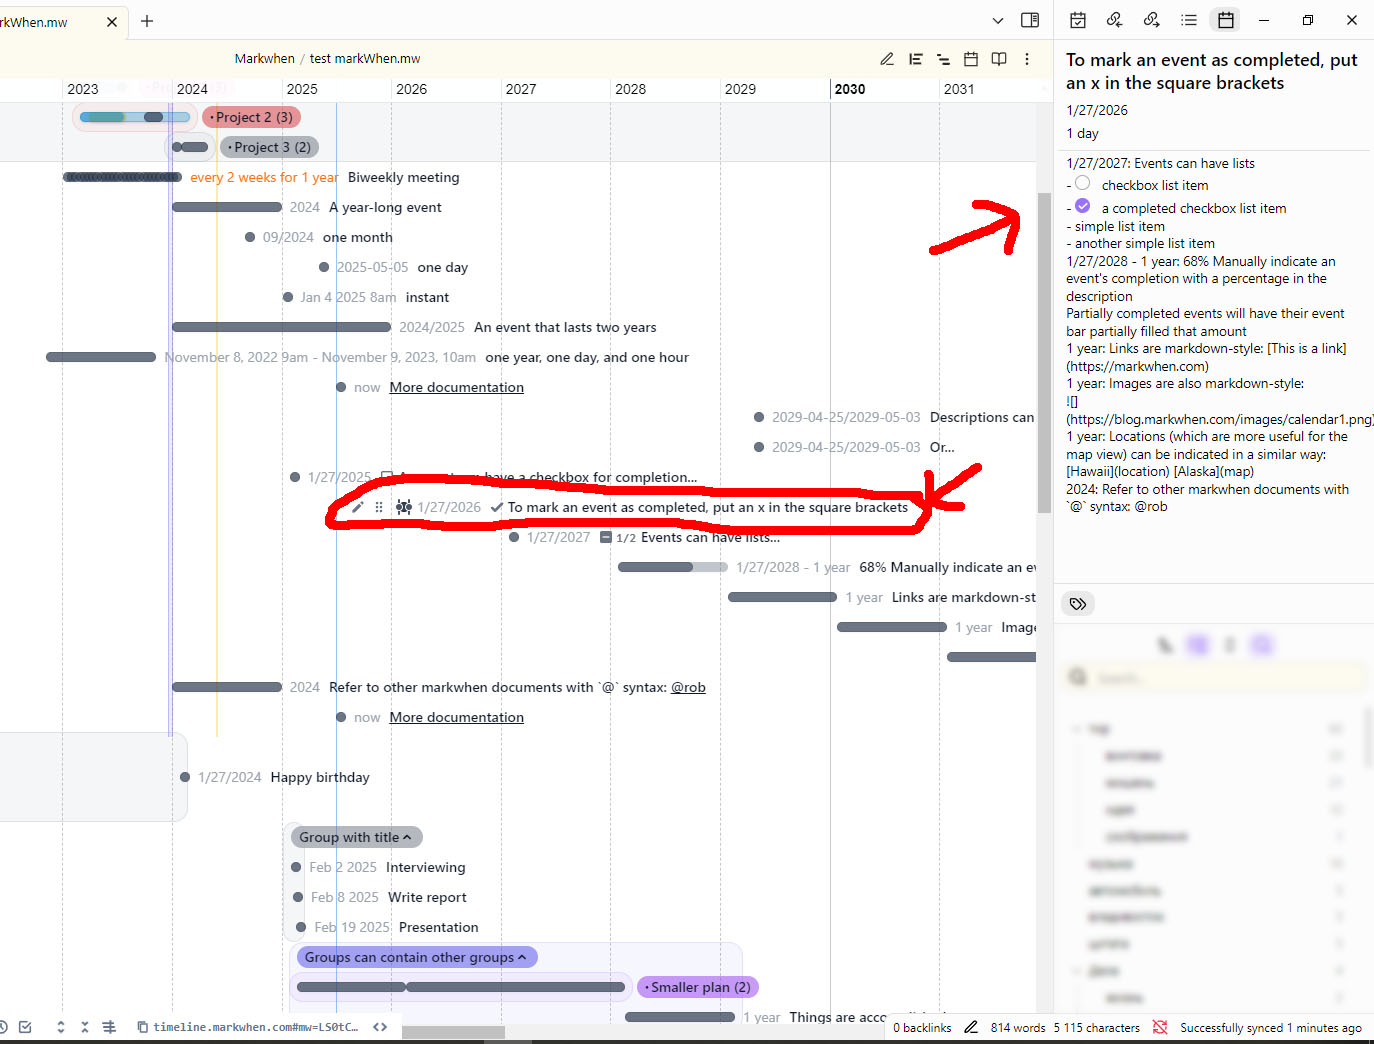 rkWhen.mw
Markwhen / test markWhen.mw
2023 2024 2025 2026 2027 2028 2029 2030 2031
Project 2 (3)
Project 3 (2)
every 2 weeks for 1 year Biweekly meeting
2024 A year-long event
09/2024 one month
2025-05-05 one day
Jan 4 2025 8am instant
2024/2025 An event that lasts two years
November 8, 2022 9am - November 9, 2023, 10am one year, one day, and one hour
now More documentation
2029-04-25/2029-05-03 Descriptions can
2029-04-25/2029-05-03 Or...
1/27/2025 have a checkbox for completion...
1/27/2026 ✓ To mark an event as completed, put an x in the square brackets
1/27/2027 1/2 Events can have lists...
1/27/2028 - 1 year 68% Manually indicate an ev
1 year Links are markdown-st
1 year Image
2024 Refer to other markwhen documents with `@` syntax: @rob
now More documentation
1/27/2024 Happy birthday
Group with title
Feb 2 2025 Interviewing
Feb 8 2025 Write report
Feb 19 2025 Presentation
Groups can contain other groups
Smaller plan (2)
1 year Things are
timeline.markwhen.com#mw=LS0tC…
To mark an event as completed, put
an x in the square brackets
1/27/2026
1 day
1/27/2027: Events can have lists
- checkbox list item
- a completed checkbox list item
- simple list item
- another simple list item
1/27/2028 - 1 year: 68% Manually indicate an
event's completion with a percentage in the
description
Partially completed events will have their event
bar partially filled that amount
1 year: Links are markdown-style: [This is a link]
(https://markwhen.com)
1 year: Images are also markdown-style:
![]
(https://blog.markwhen.com/images/calendar1.png)
1 year: Locations (which are more useful for the
map view) can be indicated in a similar way:
[Hawaii](location) [Alaska](map)
2024: Refer to other markwhen documents with
`@` syntax: @rob
0 backlinks 814 words 5 115 characters Successfully synced 1 minutes ago